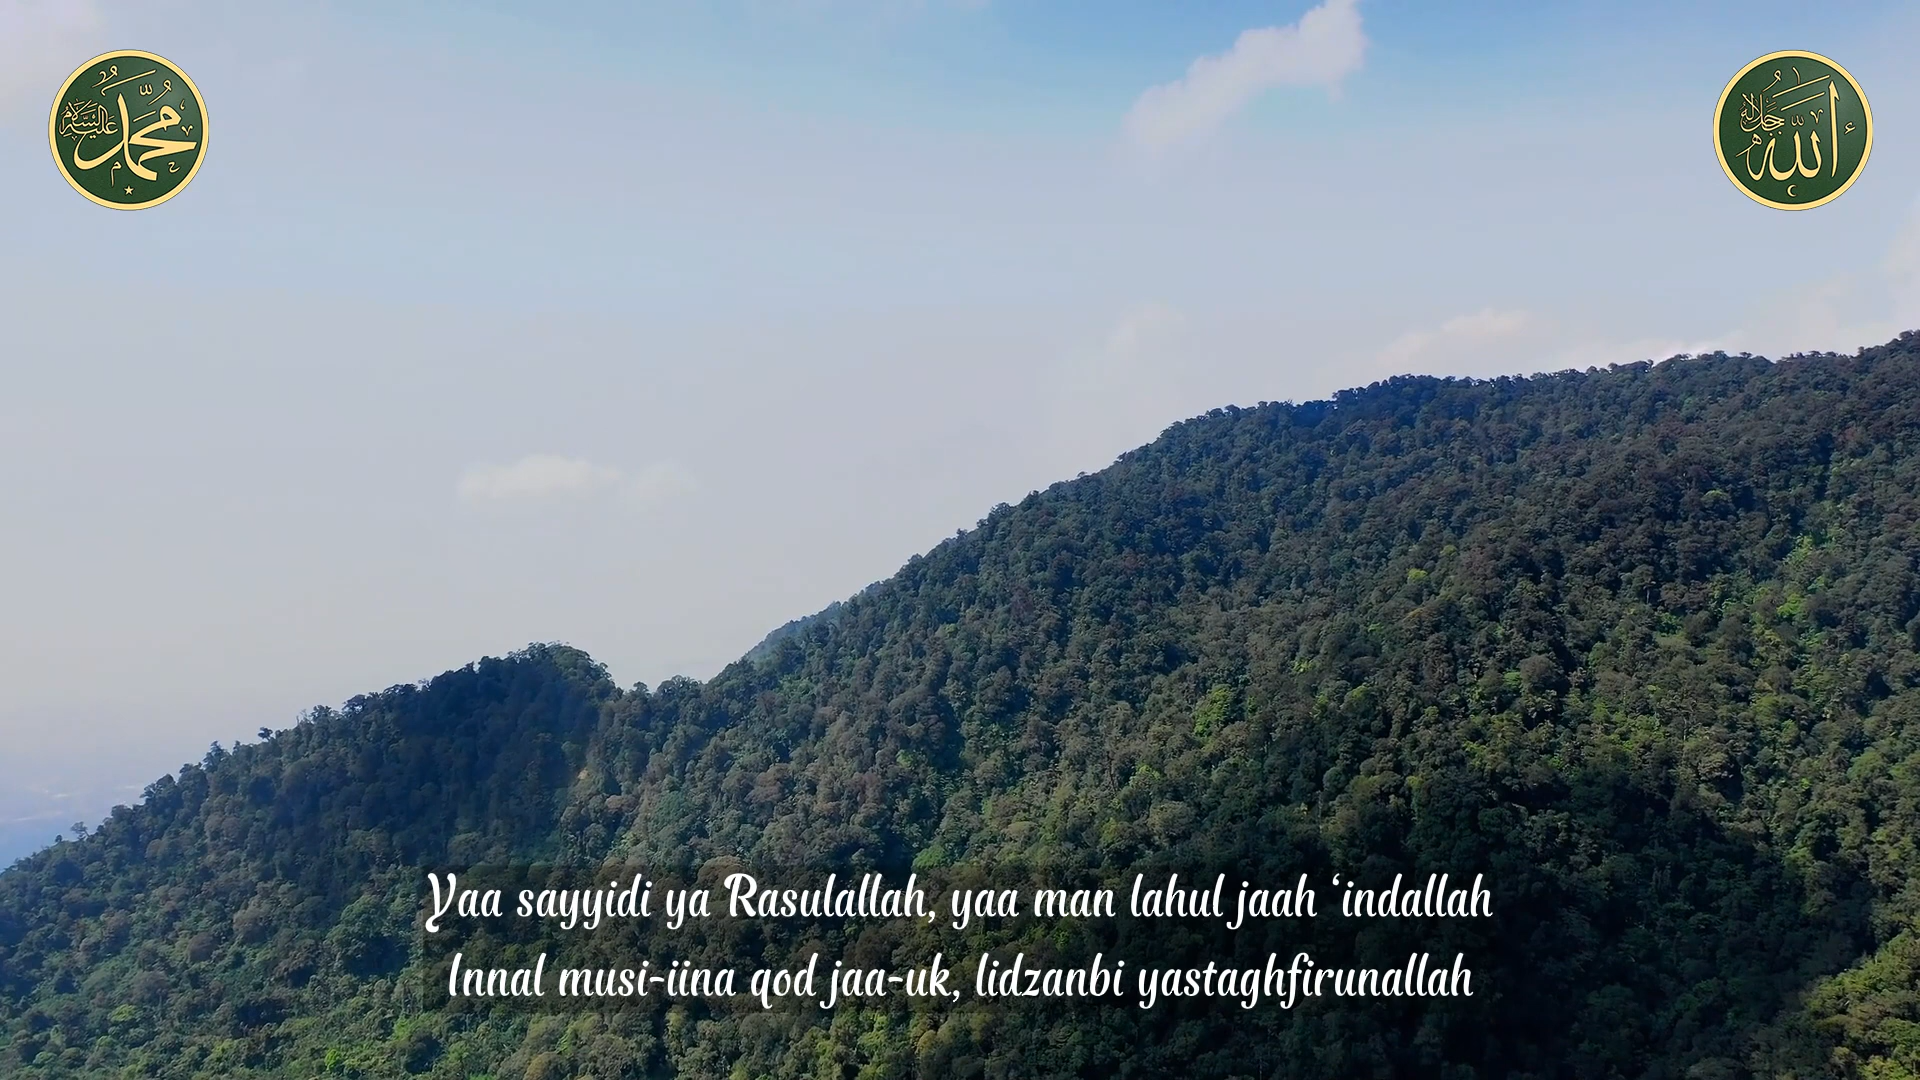 محمد عليه السلام
الله جل جلاله
Yaa sayyidi ya Rasulallah, yaa man lahul jaah ‘indallah
Innal musi-iina qod jaa-uk, lidzanbi yastaghfirunallah